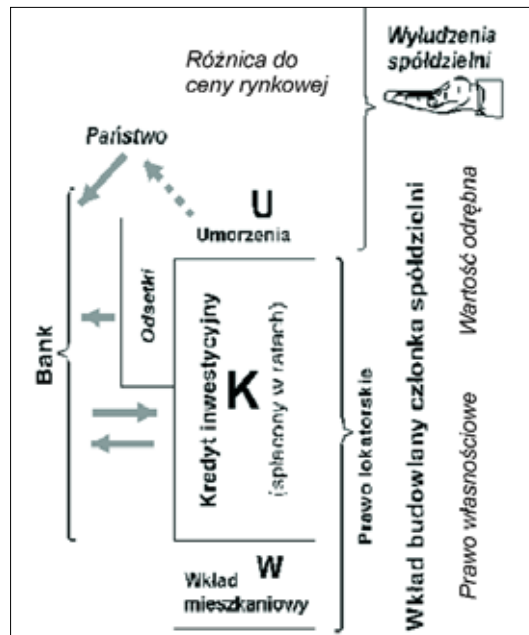 Różnica do
ceny rynkowej
Wyłudzenia
spółdzielni
Państwo
U
Umorzenia
Bank
Odsetki
Kredyt inwestycyjny
K
(spłacony w ratach)
W
Wkład
mieszkaniowy
Prawo lokatorskie
Wkład budowlany członka spółdzielni
Prawo własnościowe
Wartość odrębna